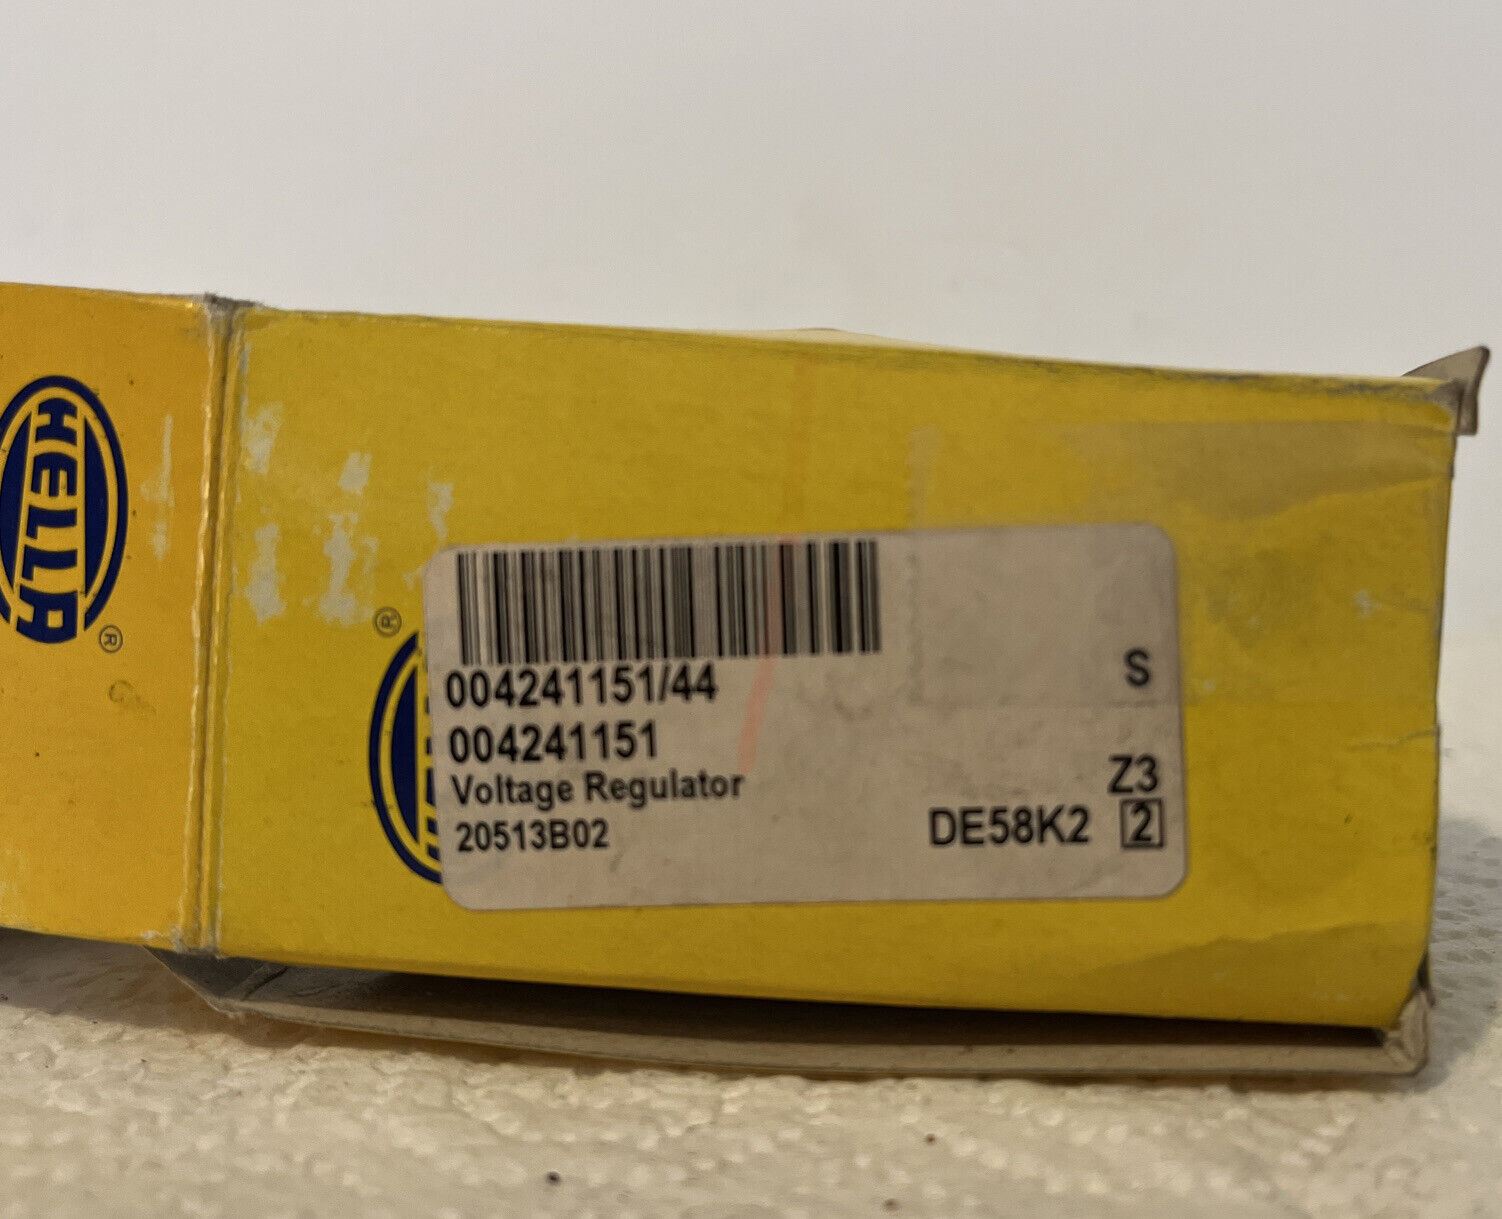 HELLA
®
®
004241151/44
S
004241151
Voltage Regulator
Z3
20513B02
DE58K2
2